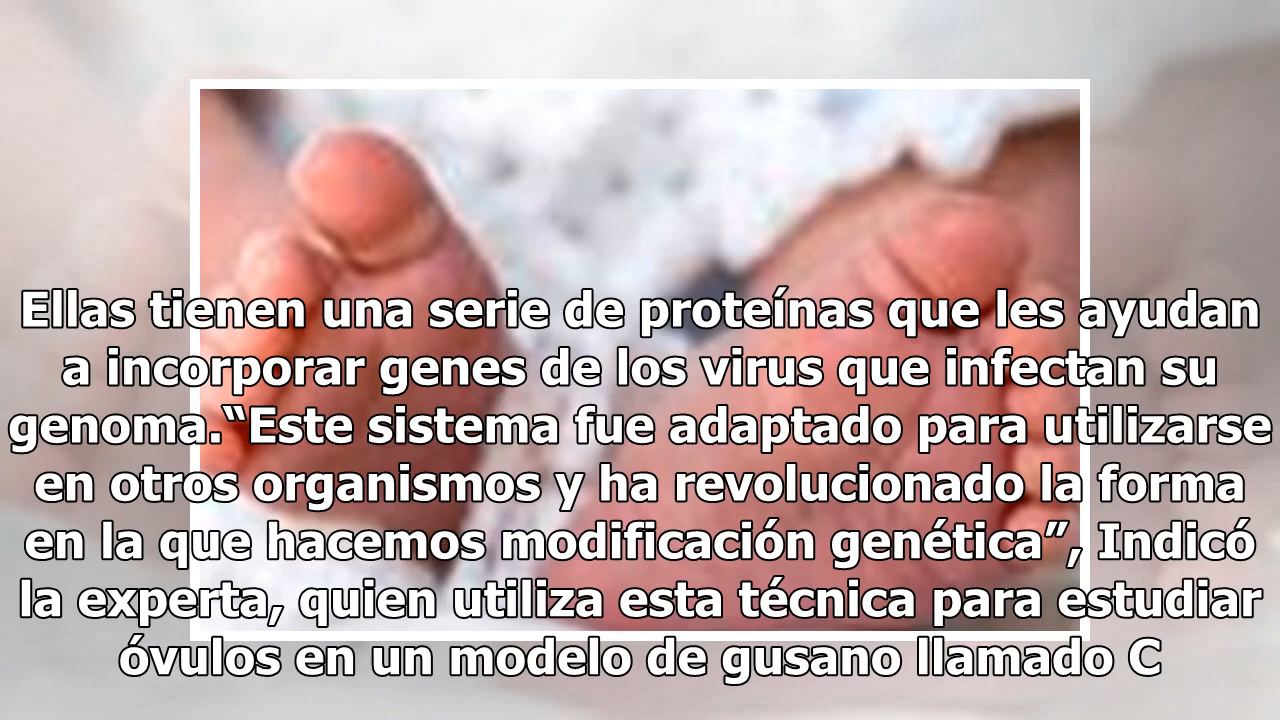 Ellas tienen una serie de proteínas que les ayudan
a incorporar genes de los virus que infectan su
genoma.“Este sistema fue adaptado para utilizarse
en otros organismos y ha revolucionado la forma
en la que hacemos modificación genética”, Indicó
la experta, quien utiliza esta técnica para estudiar
óvulos en un modelo de gusano llamado C